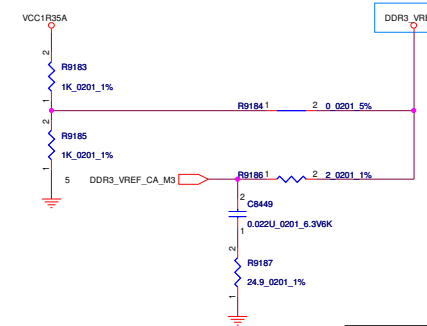 VCC1R35A
DDR3_VRE
2
R9183
1K_0201_1%
1
R9184 1 2 0_0201_5%
2
R9185
1K_0201_1%
1
5 DDR3_VREF_CA_M3
R9186 1 2 2_0201_1%
2
C8449
0.022U_0201_6.3V6K
1
2
R9187
24.9_0201_1%
1